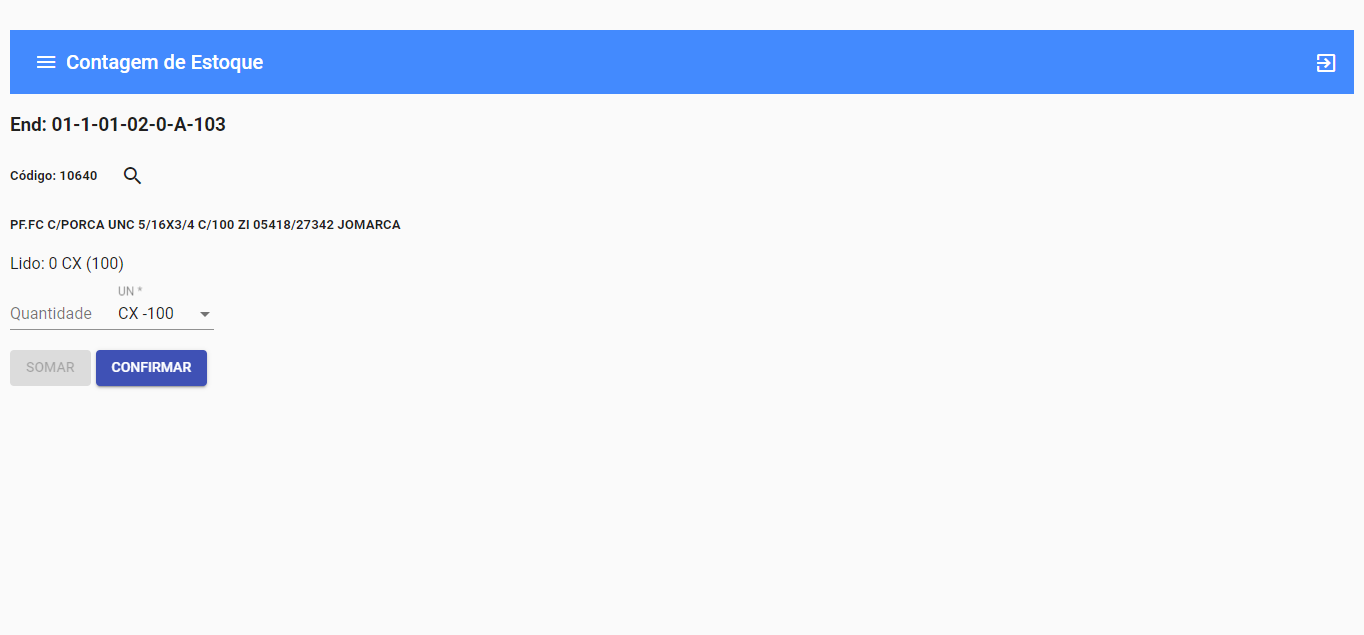 Contagem de Estoque
End: 01-1-01-02-0-A-103
Código: 10640
PF.FC C/PORCA UNC 5/16X3/4 C/100 ZI 05418/27342 JOMARCA
Lido: 0 CX (100)
UN *
Quantidade CX -100
SOMAR CONFIRMAR